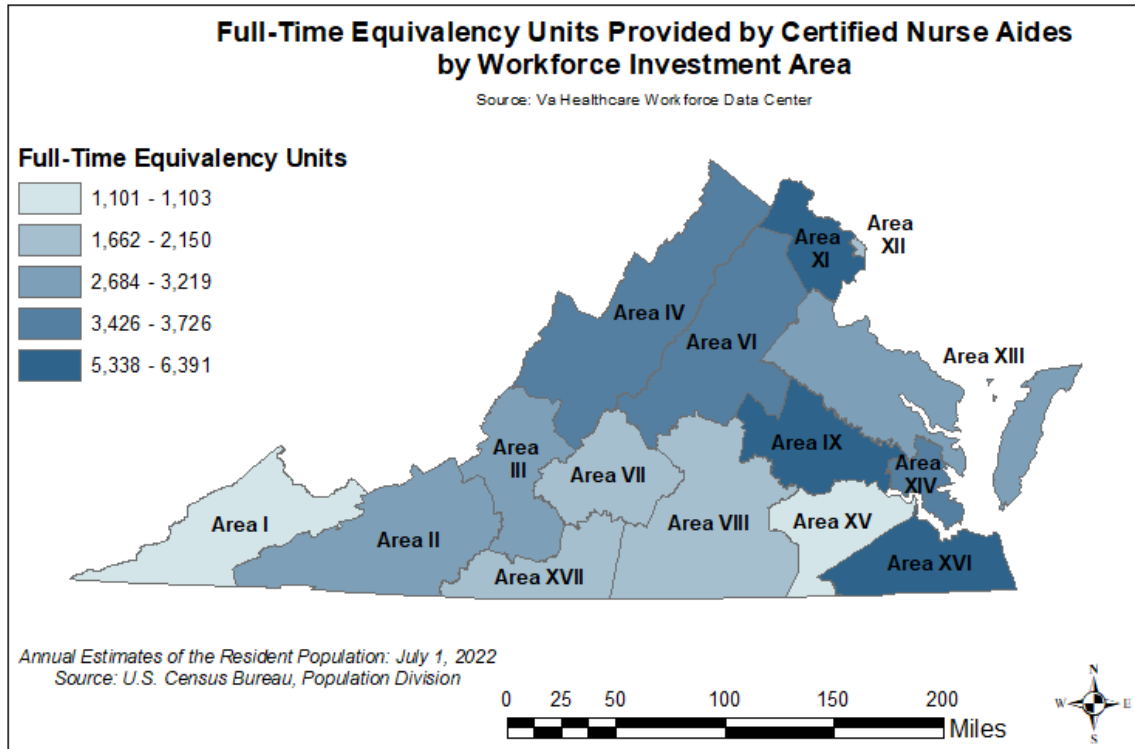 Full-Time Equivalency Units Provided by Certified Nurse Aides
by Workforce Investment Area
Source: Va Healthcare Workforce Data Center
Full-Time Equivalency Units
1,101 - 1,103
1,662 - 2,150
2,684 - 3,219
3,426 - 3,726
5,338 - 6,391
Area
XII
Area
XI
Area IV
Area VI
Area XIII
Area
III
Area IX
Area VII
Area
XIV
Area I
Area II
Area VIII
Area XV
Area XVII
Area XVI
Annual Estimates of the Resident Population: July 1, 2022
Source: U.S. Census Bureau, Population Division
0 25 50 100 150 200
Miles
N
W E
S